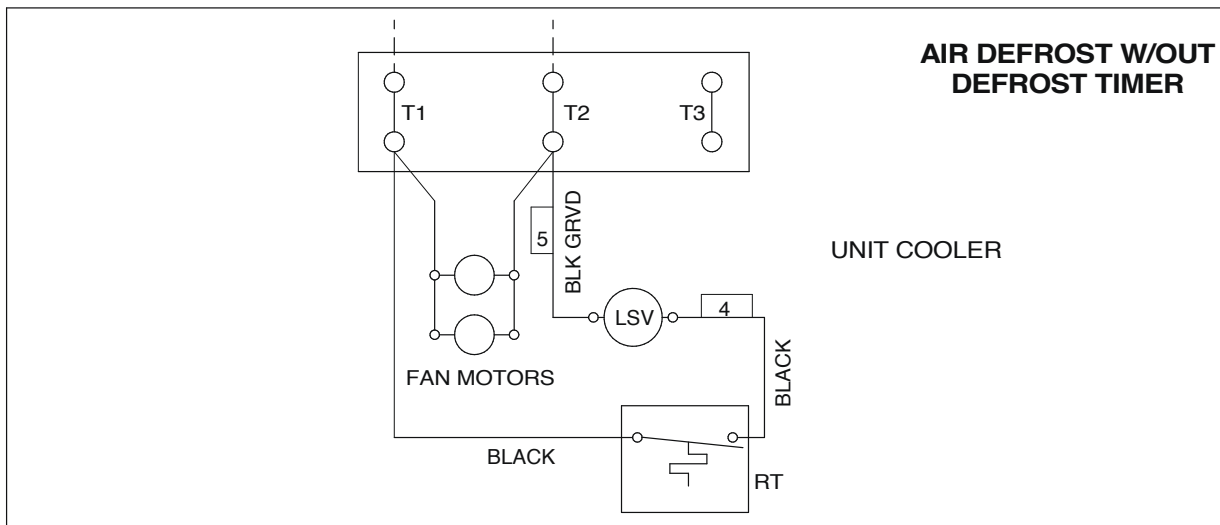 AIR DEFROST W/OUT
DEFROST TIMER
T1
T2
T3
5
BLK GRVD
UNIT COOLER
LSV
4
FAN MOTORS
BLACK
BLACK
RT